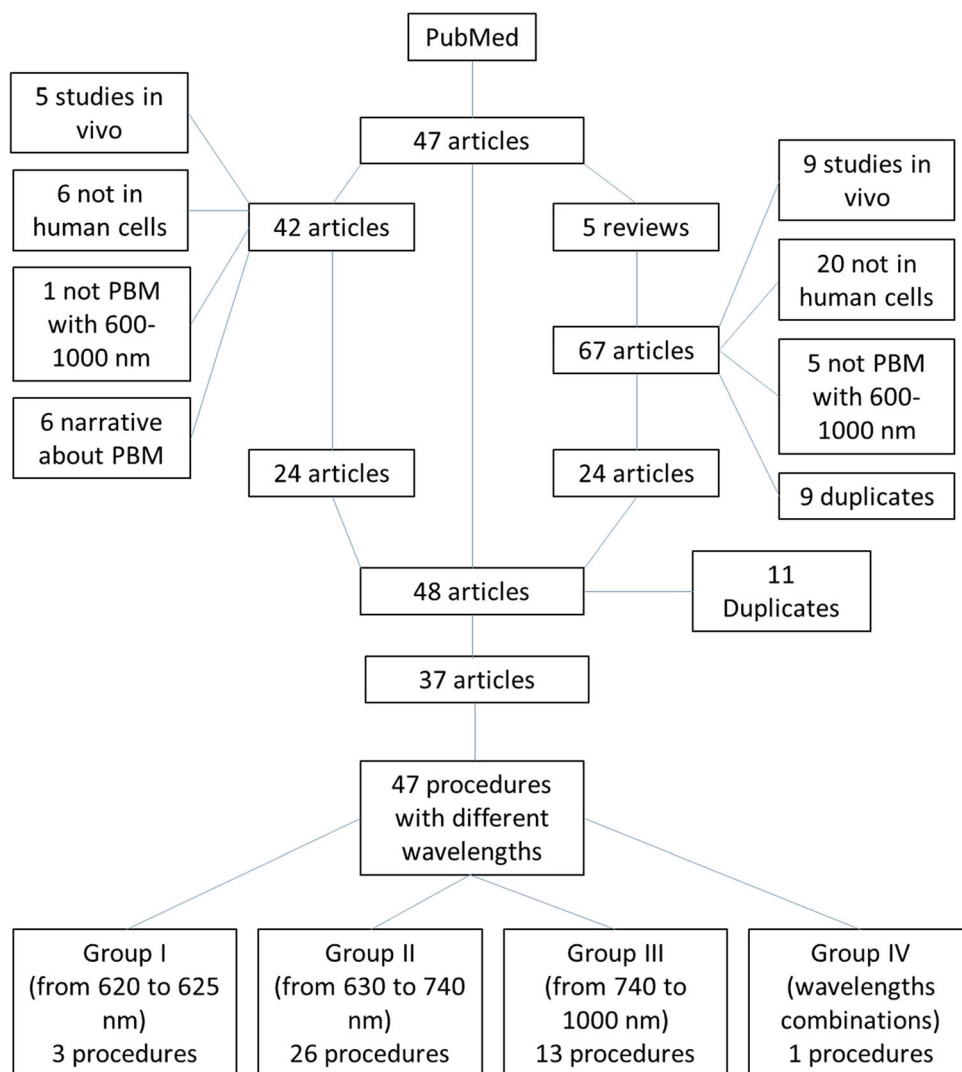 PubMed
47 articles
5 studies in
vivo
6 not in
human cells
1 not PBM
with 600-
1000 nm
6 narrative
about PBM
42 articles
5 reviews
67 articles
9 studies in
vivo
20 not in
human cells
5 not PBM
with 600-
1000 nm
9 duplicates
24 articles
24 articles
48 articles
11
Duplicates
37 articles
47 procedures
with different
wavelengths
Group I
(from 620 to 625
nm)
3 procedures
Group II
(from 630 to 740
nm)
26 procedures
Group III
(from 740 to
1000 nm)
13 procedures
Group IV
(wavelengths
combinations)
1 procedures